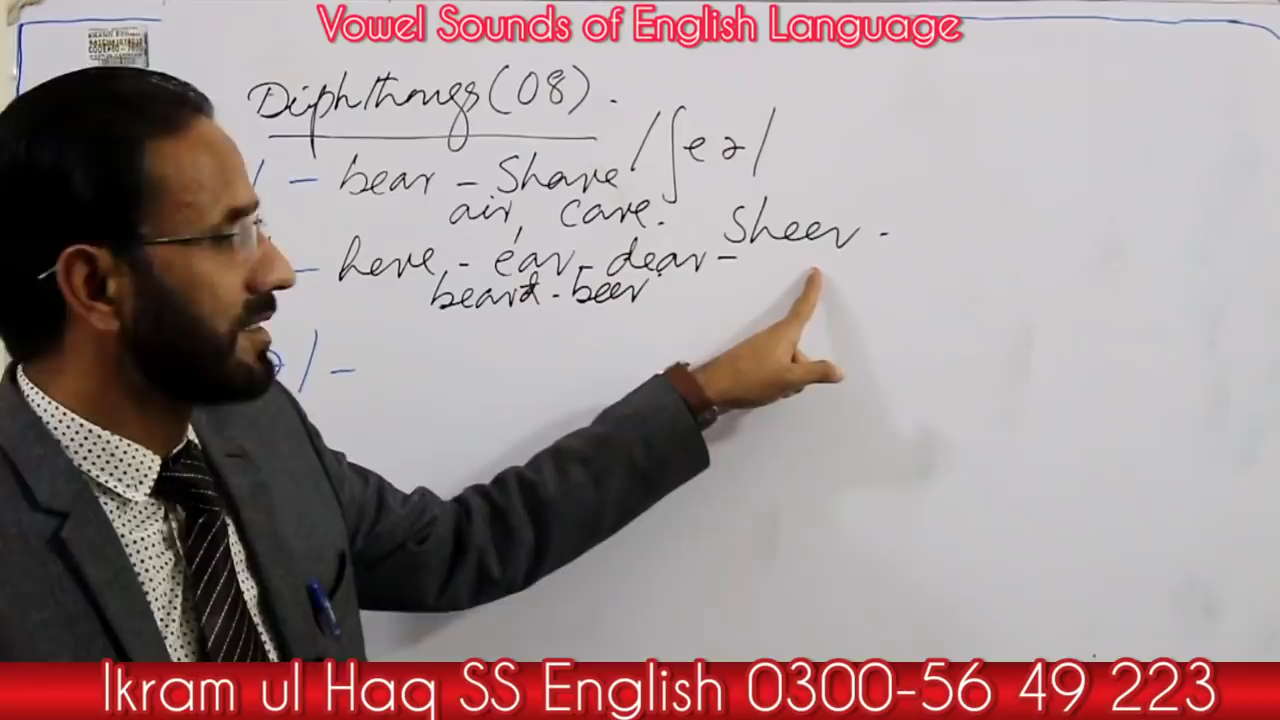 Vowel Sounds of English Language
Diphthongs (08).
/ - bear - Share /ʃeə/
air, care.
- here - ear - dear - Sheer.
beard - beer
ə/ -
Ikram ul Haq SS English 0300-56 49 223